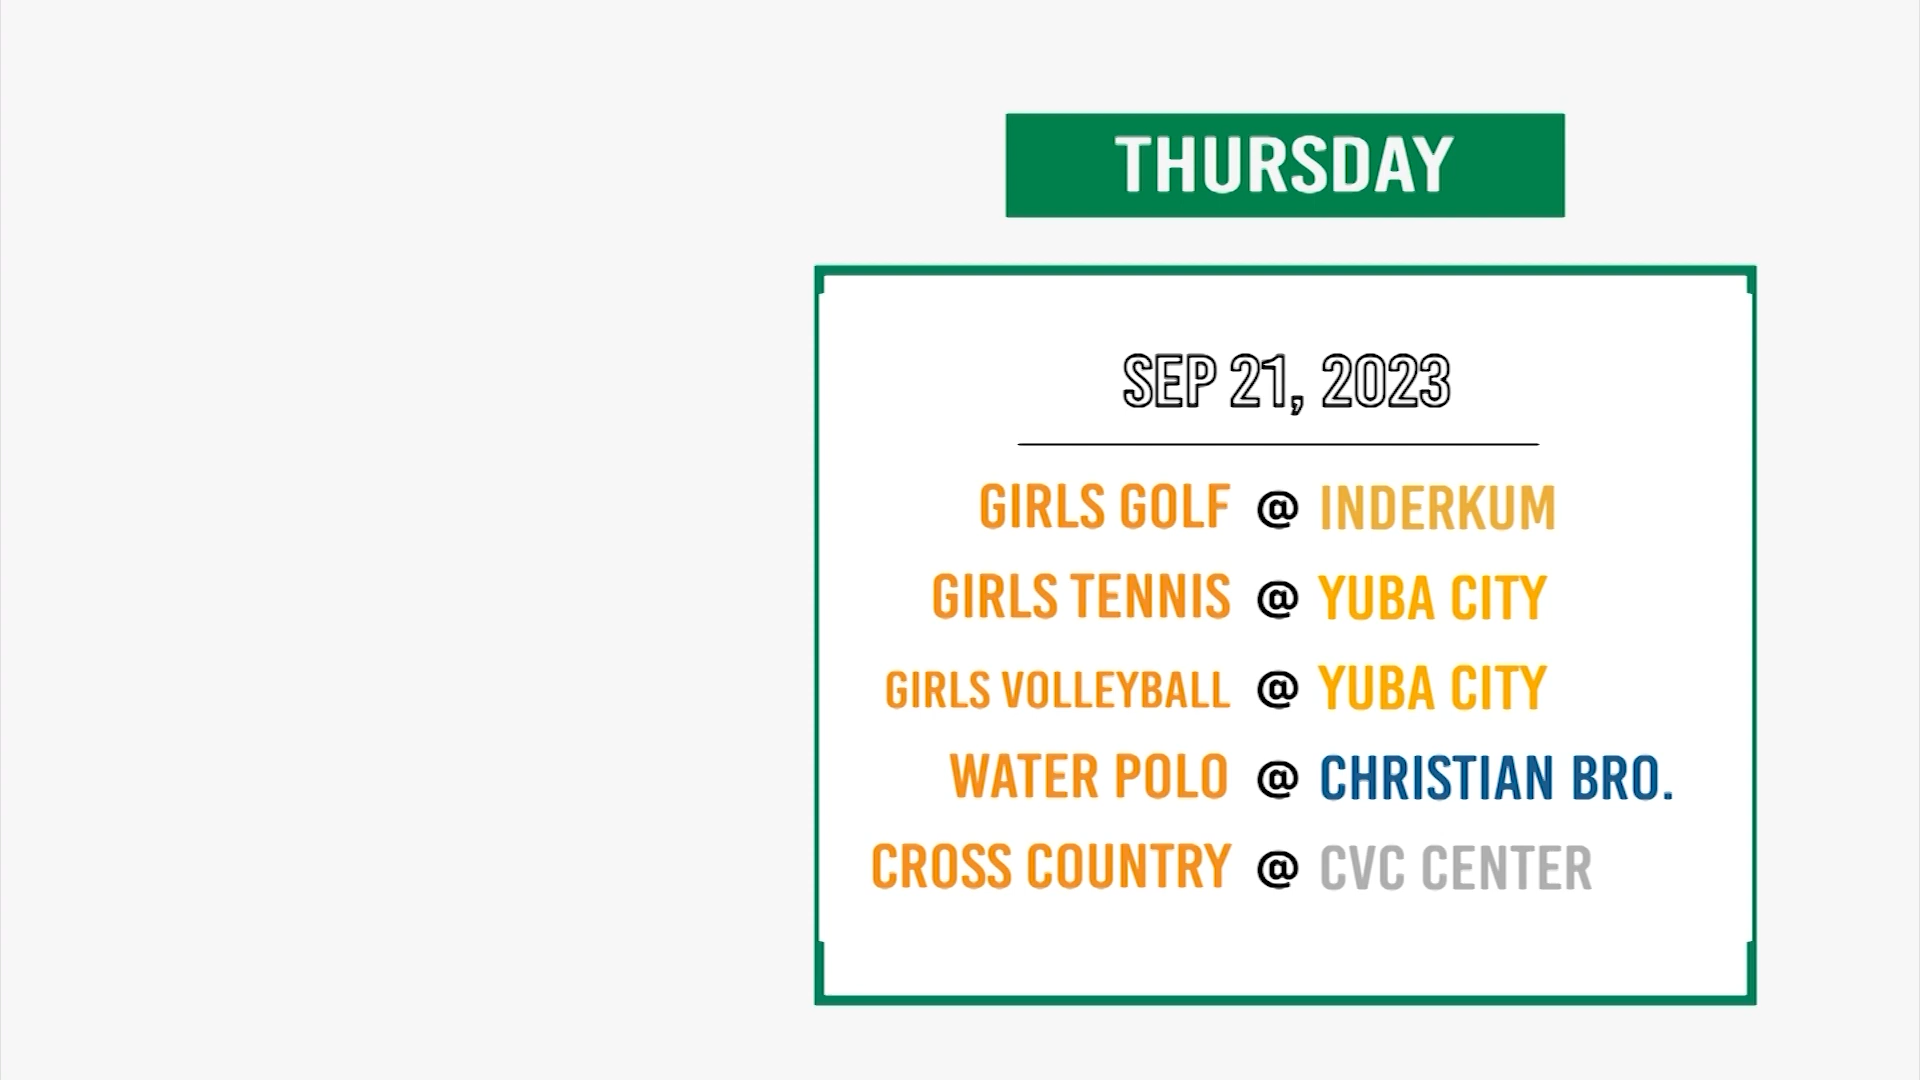 THURSDAY
SEP 21, 2023
GIRLS GOLF @ INDERKUM
GIRLS TENNIS @ YUBA CITY
GIRLS VOLLEYBALL @ YUBA CITY
WATER POLO @ CHRISTIAN BRO.
CROSS COUNTRY @ CVC CENTER